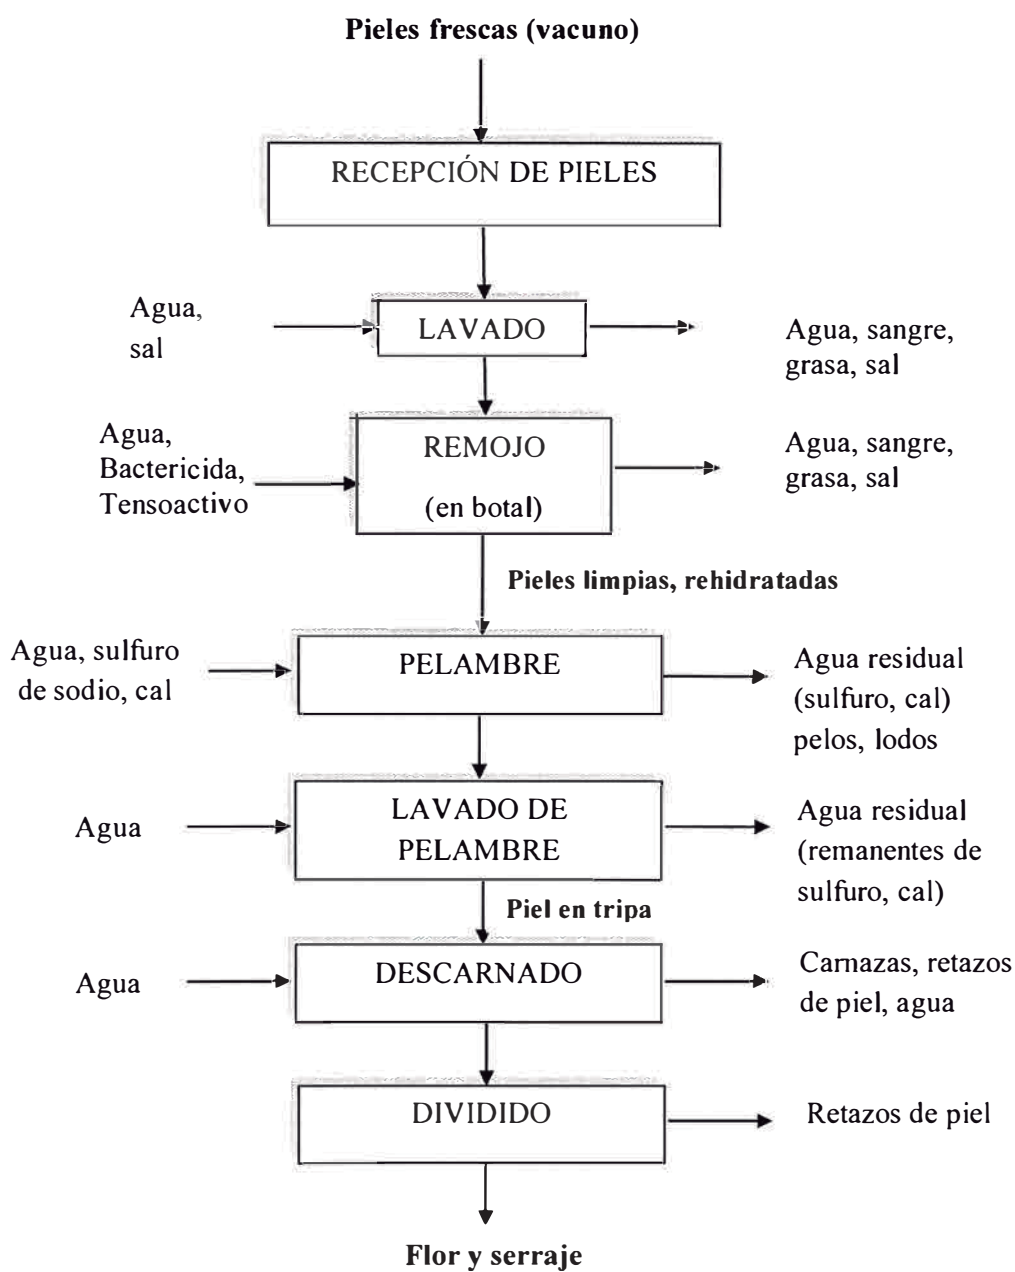 Pieles frescas (vacuno)
RECEPCIÓN DE PIELES
Agua,
sal
LAVADO
Agua, sangre,
grasa, sal
Agua,
Bactericida,
Tensoactivo
REMOJO
(en botal)
Agua, sangre,
grasa, sal
Pieles limpias, rehidratadas
Agua, sulfuro
de sodio, cal
PELAMBRE
Agua residual
(sulfuro, cal)
pelos, lodos
Agua
LAVADO DE
PELAMBRE
Agua residual
(remanentes de
sulfuro, cal)
Piel en tripa
Agua
DESCARNADO
Carnazas, retazos
de piel, agua
DIVIDIDO
Retazos de piel
Flor y serraje